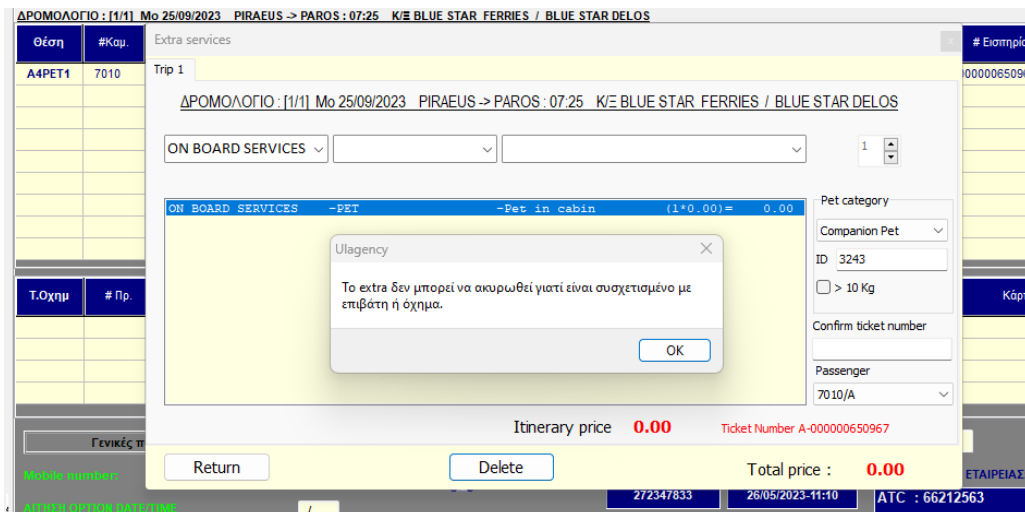 ΔΡΟΜΟΛΟΓΙΟ : [1/1] Mo 25/09/2023 PIRAEUS -> PAROS : 07:25 Κ/Ξ BLUE STAR FERRIES / BLUE STAR DELOS
Θέση #Καμ. Extra services # Εισιτηρίο
A4PET1 7010 Trip 1
ΔΡΟΜΟΛΟΓΙΟ : [1/1] Mo 25/09/2023 PIRAEUS -> PAROS : 07:25 Κ/Ξ BLUE STAR FERRIES / BLUE STAR DELOS
ON BOARD SERVICES 1
ON BOARD SERVICES -PET -Pet in cabin (1*0.00)= 0.00
Pet category
Companion Pet
ID 3243
> 10 Kg
Confirm ticket number
Passenger
7010/A
Ulagency
Το extra δεν μπορεί να ακυρωθεί γιατί είναι συσχετισμένο με
επιβάτη ή όχημα.
OK
Τ.Οχημ # Πρ. Κάρτ
Itinerary price 0.00 Ticket Number A-000000650967
Γενικές π
Return Delete Total price : 0.00
Mobile number: ΕΤΑΙΡΕΙΑΣ
272347833 26/05/2023-11:10 ATC : 66212563